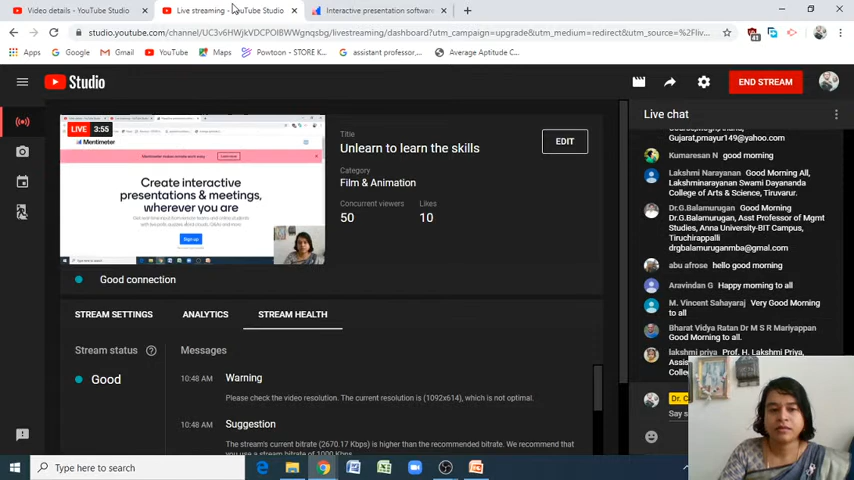 Video details - YouTube Studio
Live streaming - YouTube Studio
Interactive presentation software
studio.youtube.com/channel/UC3v6HWjkVDCPOIBWWgnqsbg/livestreaming/dashboard?utm_campaign=upgrade&utm_medium=redirect&utm_source=%2Fliv...
Google
Gmail
YouTube
Maps
Powtoon - STORE K...
assistant professor,...
Average Aptitude C...
Studio
END STREAM
LIVE 3:55
Mentimeter
Create interactive
presentations & meetings,
wherever you are
Sign up
Title
Unlearn to learn the skills
EDIT
Category
Film & Animation
Concurrent viewers
Likes
50
10
Good connection
STREAM SETTINGS
ANALYTICS
STREAM HEALTH
Stream status
Messages
Good
10:48 AM
Warning
Please check the video resolution. The current resolution is (1092x614), which is not optimal.
10:48 AM
Suggestion
The stream's current bitrate (2670.17 Kbps) is higher than the recommended bitrate. We recommend that
Live chat
Gujarat,pmayur149@yahoo.com
Kumaresan N good morning
Lakshmi Narayanan Good Morning All,
Lakshminarayanan Swami Dayananda
College of Arts & Science, Tiruvarur.
Dr.G.Balamurugan Good Morning
Dr.G.Balamurugan, Asst Professor of Mgmt
Studies, Anna University-BIT Campus,
Tiruchirappalli
drgbalamuruganmba@gmal.com
abu afrose hello good morning
Aravindan G Happy morning to all
M. Vincent Sahayaraj Very Good Morning
to all
Bharat Vidya Ratan Dr M S R Mariyappan
Good Morning to all.
lakshmi priya Prof. H. Lakshmi Priya,
Type here to search